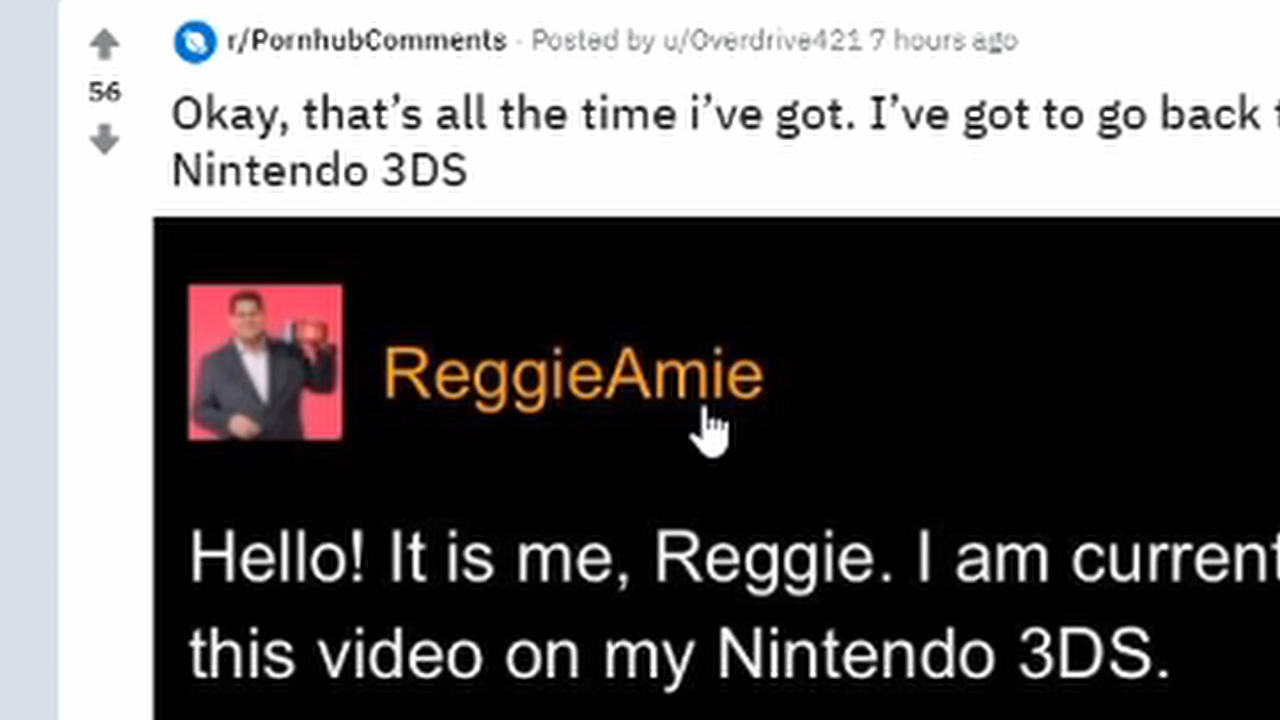 r/PornhubComments · Posted by u/Overdrive421 7 hours ago
56
Okay, that's all the time i've got. I've got to go back
Nintendo 3DS
ReggieAmie
Hello! It is me, Reggie. I am current
this video on my Nintendo 3DS.